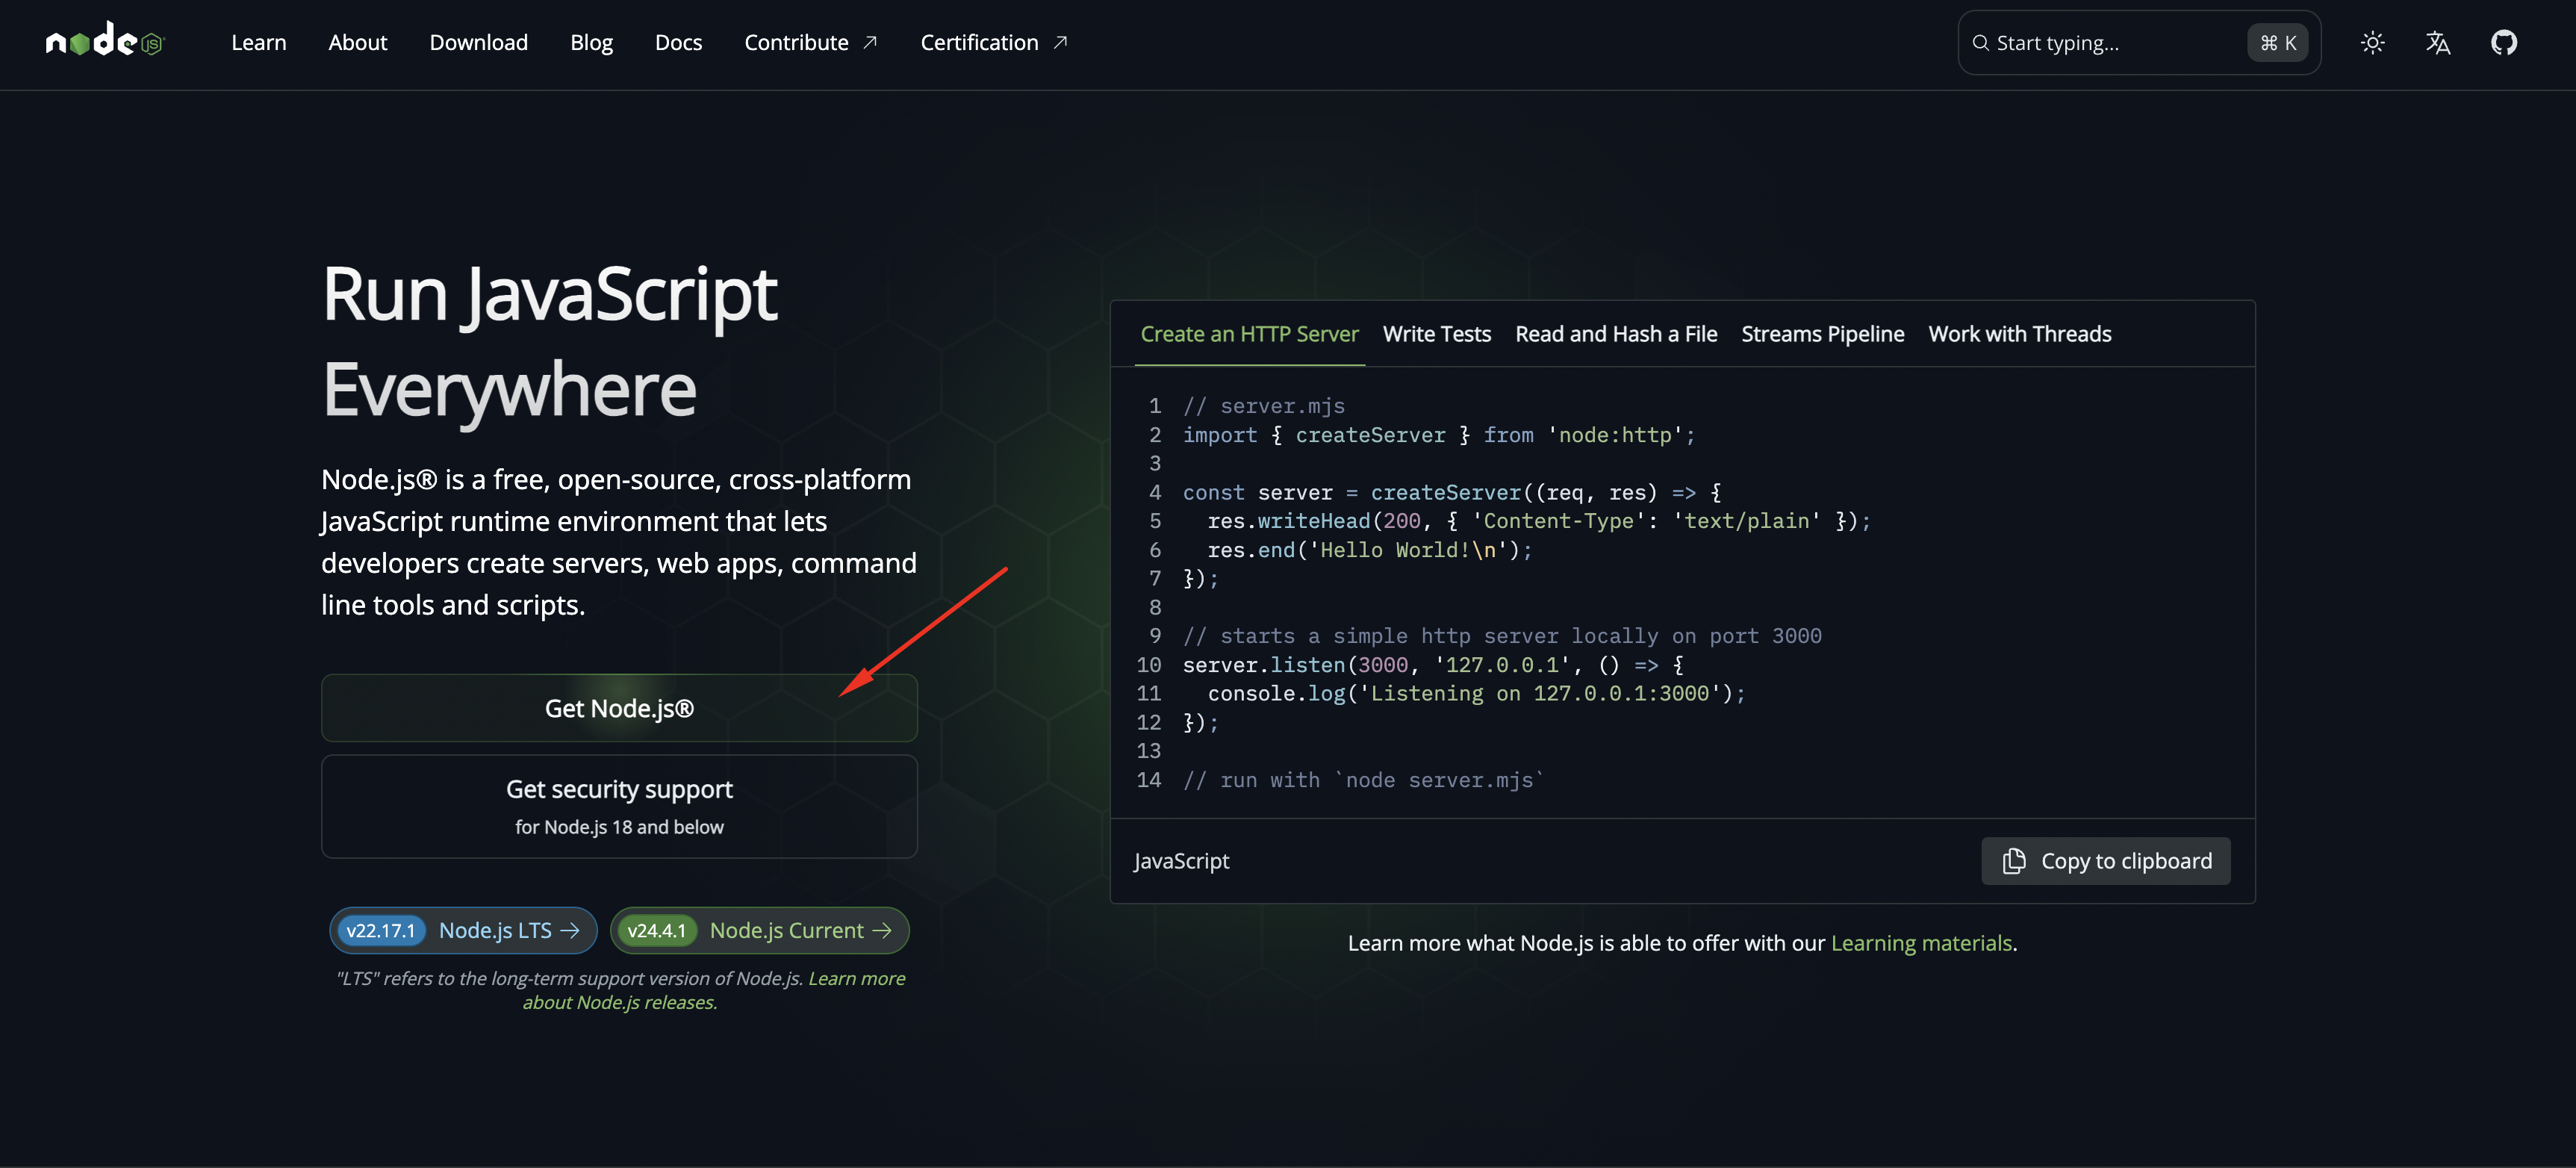 node JS
Learn
About
Download
Blog
Docs
Contribute
Certification
Start typing...
⌘ K
Run JavaScript
Everywhere
Node.js® is a free, open-source, cross-platform
JavaScript runtime environment that lets
developers create servers, web apps, command
line tools and scripts.
Get Node.js®
Get security support
for Node.js 18 and below
v22.17.1 Node.js LTS →
v24.4.1 Node.js Current →
"LTS" refers to the long-term support version of Node.js. Learn more
about Node.js releases.
Create an HTTP Server
Write Tests
Read and Hash a File
Streams Pipeline
Work with Threads
1 // server.mjs
2 import { createServer } from 'node:http';
3
4 const server = createServer((req, res) => {
5   res.writeHead(200, { 'Content-Type': 'text/plain' });
6   res.end('Hello World!\n');
7 });
8
9 // starts a simple http server locally on port 3000
10 server.listen(3000, '127.0.0.1', () => {
11   console.log('Listening on 127.0.0.1:3000');
12 });
13
14 // run with `node server.mjs`
JavaScript
Copy to clipboard
Learn more what Node.js is able to offer with our Learning materials.